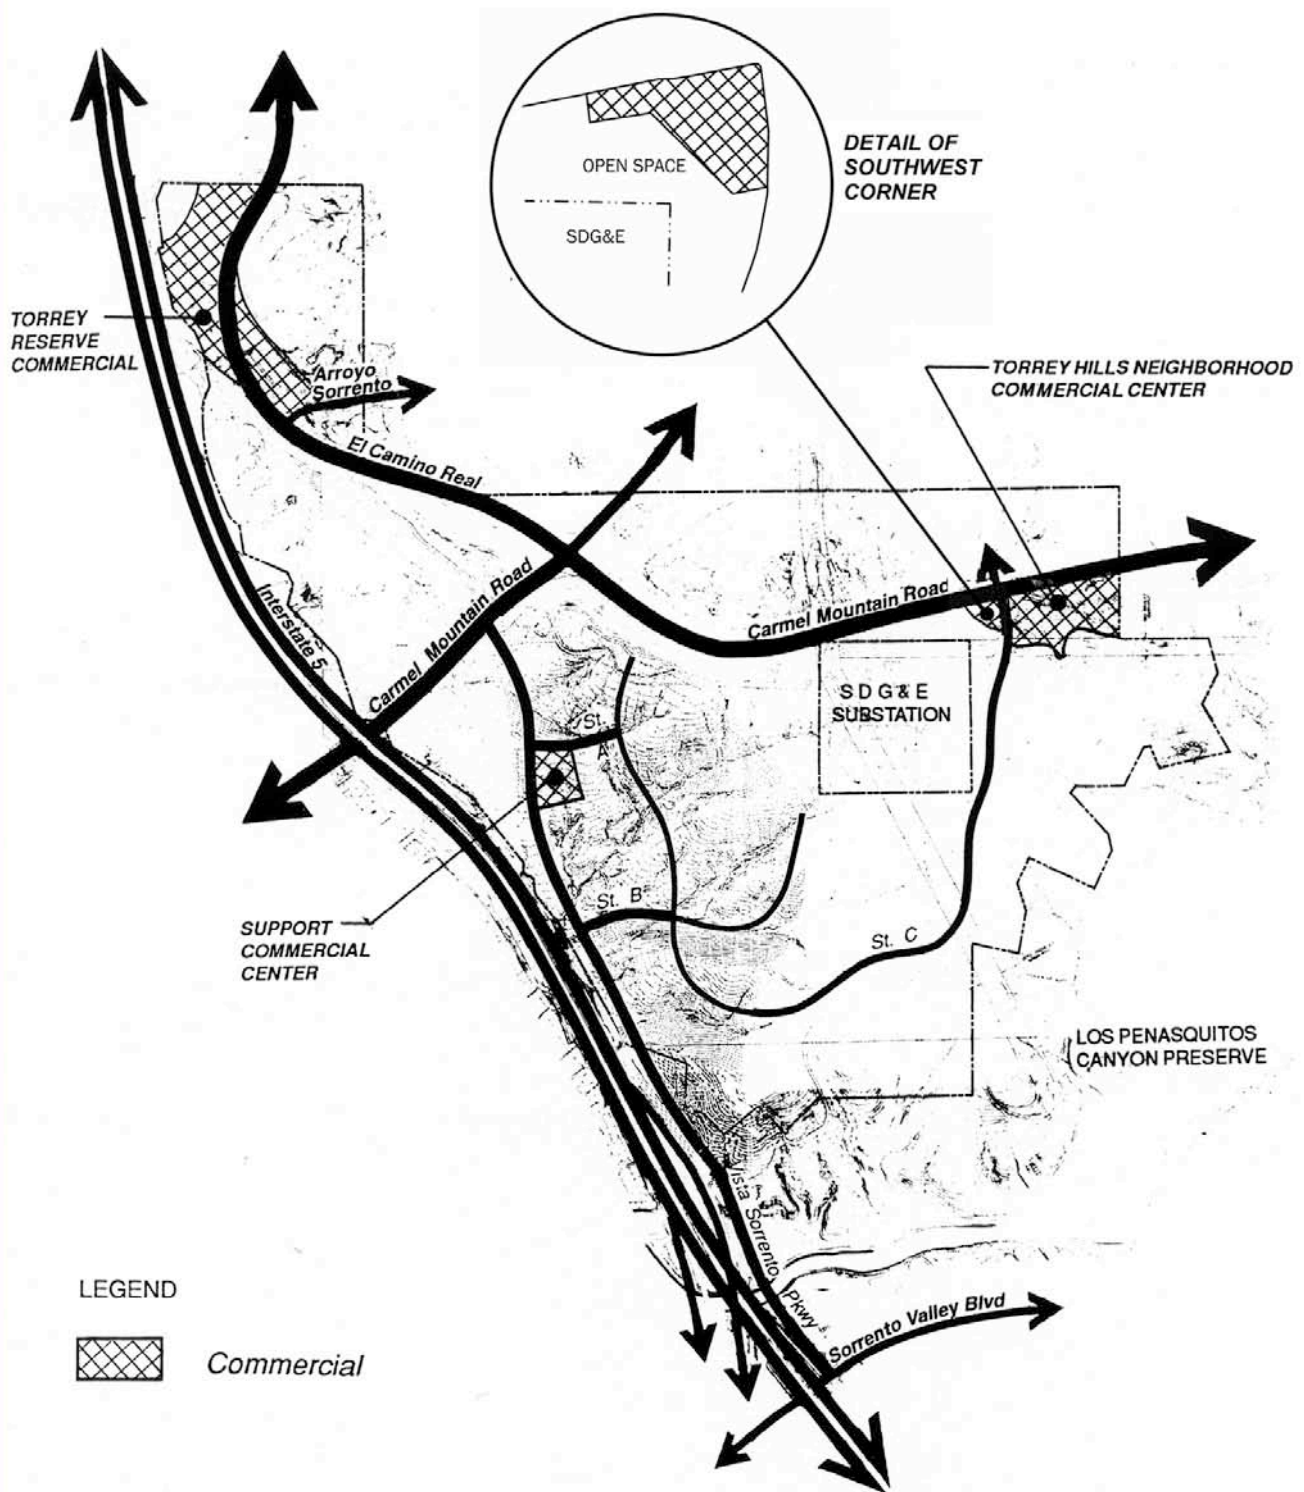 OPEN SPACE
SDG&E
DETAIL OF
SOUTHWEST
CORNER
TORREY
RESERVE
COMMERCIAL
Arroyo
Sorrento
TORREY HILLS NEIGHBORHOOD
COMMERCIAL CENTER
El Camino Real
Interstate 5
Carmel Mountain Road
Carmel Mountain Road
S D G & E
SUBSTATION
St.
A
St. B
St. C
SUPPORT
COMMERCIAL
CENTER
LOS PENASQUITOS
CANYON PRESERVE
Vista Sorrento Pkwy
Sorrento Valley Blvd
LEGEND
Commercial